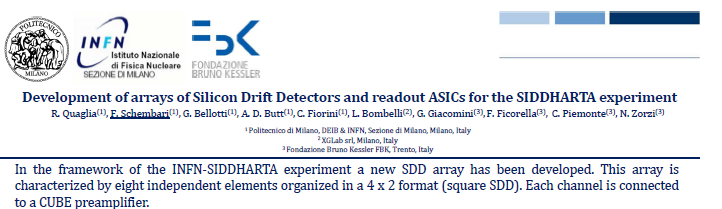 POLITECNICO
MILANO
INFN
Istituto Nazionale
di Fisica Nucleare
SEZIONE DI MILANO
FBK
FONDAZIONE
BRUNO KESSLER
Development of arrays of Silicon Drift Detectors and readout ASICs for the SIDDHARTA experiment
R. Quaglia(1), F. Schembari(1), G. Bellotti(1), A. D. Butt(1), C. Fiorini(1), L. Bombelli(2), G. Giacomini(3), F. Ficorella(3), C. Piemonte(3), N. Zorzi(3)
1 Politecnico di Milano, DEIB & INFN, Sezione di Milano, Milano, Italy
2 XGLab srl, Milano, Italy
3 Fondazione Bruno Kessler FBK, Trento, Italy
In the framework of the INFN-SIDDHARTA experiment a new SDD array has been developed. This array is
characterized by eight independent elements organized in a 4 x 2 format (square SDD). Each channel is connected
to a CUBE preamplifier.